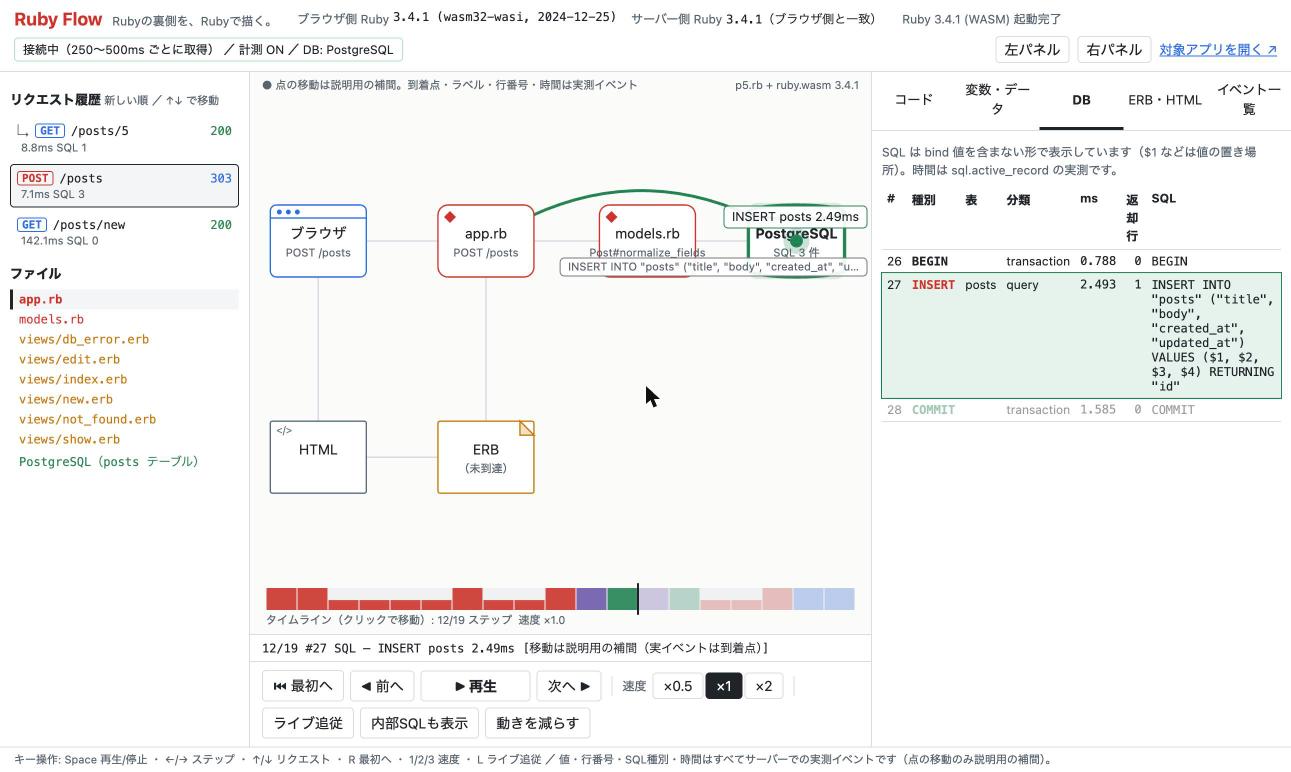 Ruby Flow Rubyの裏側を、Rubyで描く。 ブラウザ側 Ruby 3.4.1 (wasm32-wasi, 2024-12-25) サーバー側 Ruby 3.4.1（ブラウザ側と一致） Ruby 3.4.1 (WASM) 起動完了
接続中（250〜500ms ごとに取得）／ 計測 ON ／ DB: PostgreSQL
左パネル 右パネル 対象アプリを開く ↗
リクエスト履歴 新しい順 ／ ↑↓ で移動
GET /posts/5 200
8.8ms SQL 1
POST /posts 303
7.1ms SQL 3
GET /posts/new 200
142.1ms SQL 0
ファイル
app.rb
models.rb
views/db_error.erb
views/edit.erb
views/index.erb
views/new.erb
views/not_found.erb
views/show.erb
PostgreSQL（posts テーブル）
● 点の移動は説明用の補間。到着点・ラベル・行番号・時間は実測イベント
p5.rb + ruby.wasm 3.4.1
ブラウザ
POST /posts
app.rb
POST /posts
models.rb
Post#normalize_fields
INSERT posts 2.49ms
PostgreSQL
SQL 3 件
INSERT INTO "posts" ("title", "body", "created_at", "u...
</>
HTML
ERB
（未到達）
タイムライン（クリックで移動）: 12/19 ステップ 速度 ×1.0
12/19 #27 SQL — INSERT posts 2.49ms [移動は説明用の補間（実イベントは到着点）]
⏮ 最初へ ◀ 前へ ▶ 再生 次へ ▶ 速度 ×0.5 ×1 ×2
ライブ追従 内部SQLも表示 動きを減らす
コード 変数・データ DB ERB・HTML イベント一覧
SQL は bind 値を含まない形で表示しています（$1 などは値の置き場
所）。時間は sql.active_record の実測です。
# 種別 表 分類 ms 返却行 SQL
26 BEGIN transaction 0.788 0 BEGIN
27 INSERT posts query 2.493 1 INSERT INTO
"posts" ("title",
"body",
"created_at",
"updated_at")
VALUES ($1, $2,
$3, $4) RETURNING
"id"
28 COMMIT transaction 1.585 0 COMMIT
キー操作: Space 再生/停止 ・ ←/→ ステップ ・ ↑/↓ リクエスト ・ R 最初へ ・ 1/2/3 速度 ・ L ライブ追従 ／ 値・行番号・SQL種別・時間はすべてサーバーでの実測イベントです（点の移動のみ説明用の補間）。